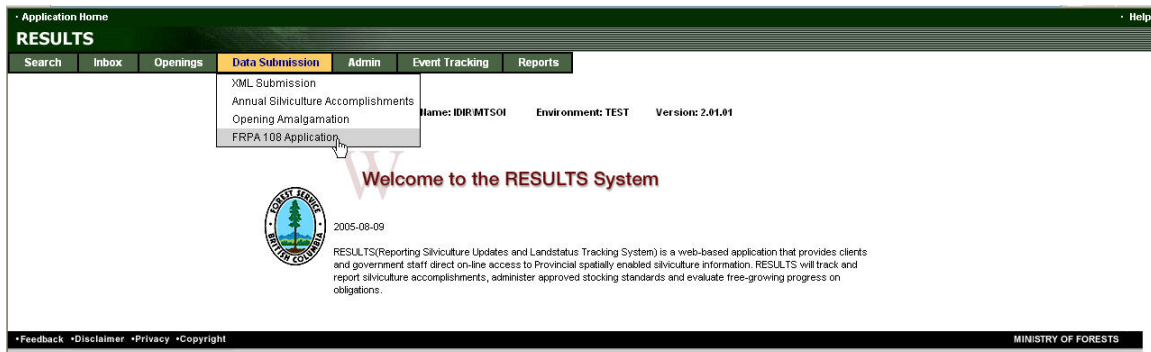 · Application Home · Help
RESULTS
Search Inbox Openings Data Submission Admin Event Tracking Reports
XML Submission
Annual Silviculture Accomplishments
Opening Amalgamation
FRPA 108 Application
Name: IDIR\MTSOI Environment: TEST Version: 2.01.01
W
Welcome to the RESULTS System
FOREST SERVICE
BRITISH COLUMBIA
2005-08-09
RESULTS(Reporting Silviculture Updates and Landstatus Tracking System) is a web-based application that provides clients
and government staff direct on-line access to Provincial spatially enabled silviculture information. RESULTS will track and
report silviculture accomplishments, administer approved stocking standards and evaluate free-growing progress on
obligations.
•Feedback •Disclaimer •Privacy •Copyright MINISTRY OF FORESTS